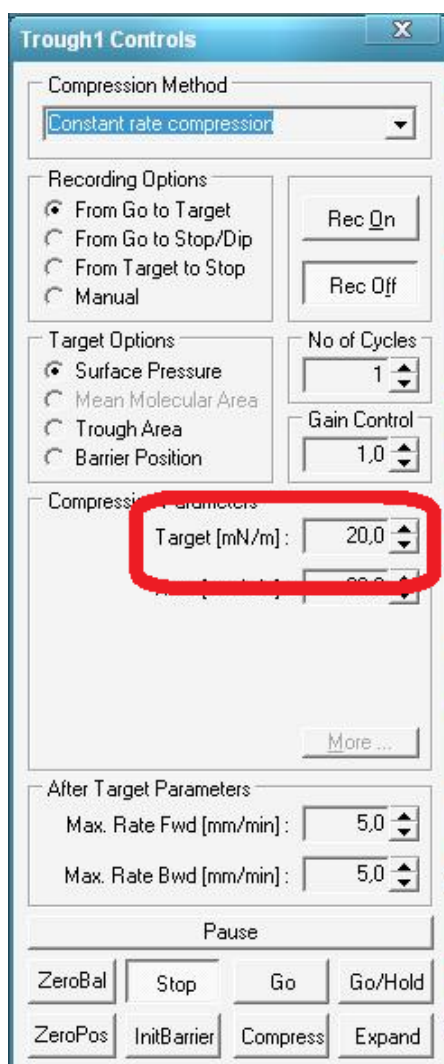 Trough1 Controls
Compression Method
Constant rate compression
Recording Options
From Go to Target
From Go to Stop/Dip
From Target to Stop
Manual
Rec On
Rec Off
Target Options
Surface Pressure
Mean Molecular Area
Trough Area
Barrier Position
No of Cycles
1
Gain Control
1,0
Compression Parameters
Target [mN/m] : 20,0
More ...
After Target Parameters
Max. Rate Fwd [mm/min] : 5,0
Max. Rate Bwd [mm/min] : 5,0
Pause
ZeroBal Stop Go Go/Hold
ZeroPos InitBarrier Compress Expand